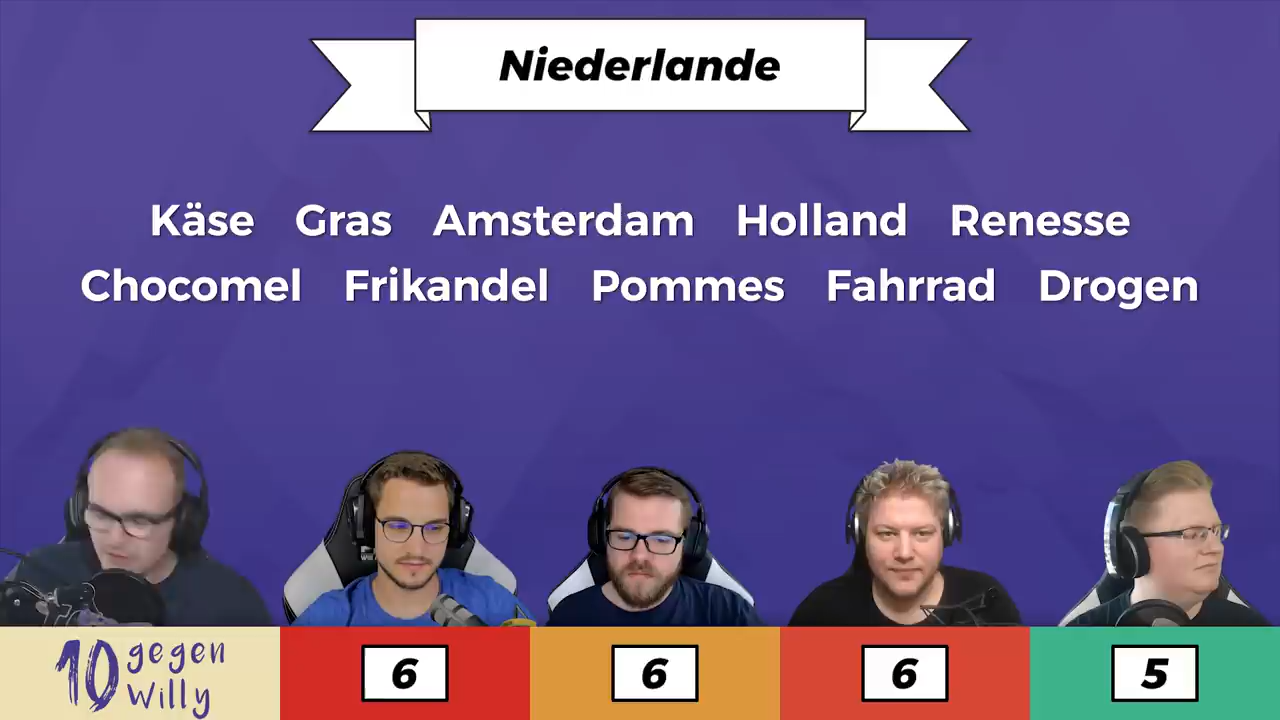 Niederlande
Käse Gras Amsterdam Holland Renesse
Chocomel Frikandel Pommes Fahrrad Drogen
10 gegen Willy
6 6 6 5